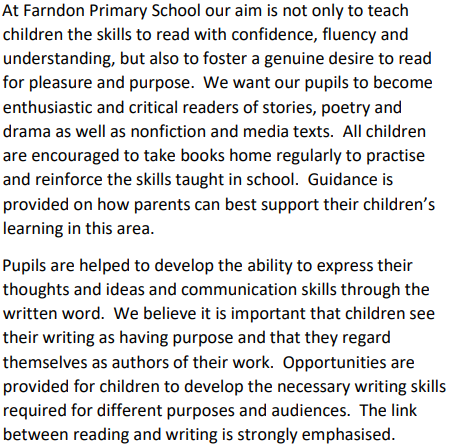 At Farndon Primary School our aim is not only to teach
children the skills to read with confidence, fluency and
understanding, but also to foster a genuine desire to read
for pleasure and purpose.  We want our pupils to become
enthusiastic and critical readers of stories, poetry and
drama as well as nonfiction and media texts.  All children
are encouraged to take books home regularly to practise
and reinforce the skills taught in school.  Guidance is
provided on how parents can best support their children’s
learning in this area.
Pupils are helped to develop the ability to express their
thoughts and ideas and communication skills through the
written word.  We believe it is important that children see
their writing as having purpose and that they regard
themselves as authors of their work.  Opportunities are
provided for children to develop the necessary writing skills
required for different purposes and audiences.  The link
between reading and writing is strongly emphasised.